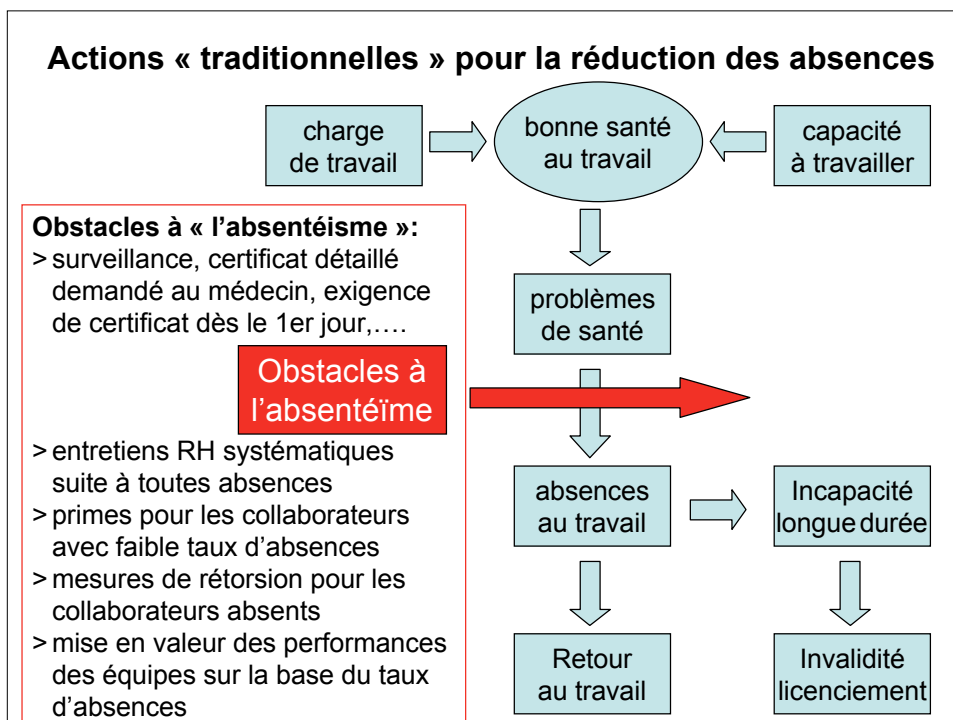 Actions « traditionnelles » pour la réduction des absences
charge
de travail
bonne santé
au travail
capacité
à travailler
Obstacles à « l’absentéisme »:
> surveillance, certificat détaillé
demandé au médecin, exigence
de certificat dès le 1er jour,....
problèmes
de santé
Obstacles à
l’absentéïme
> entretiens RH systématiques
suite à toutes absences
> primes pour les collaborateurs
avec faible taux d’absences
> mesures de rétorsion pour les
collaborateurs absents
> mise en valeur des performances
des équipes sur la base du taux
d’absences
absences
au travail
Incapacité
longue durée
Retour
au travail
Invalidité
licenciement